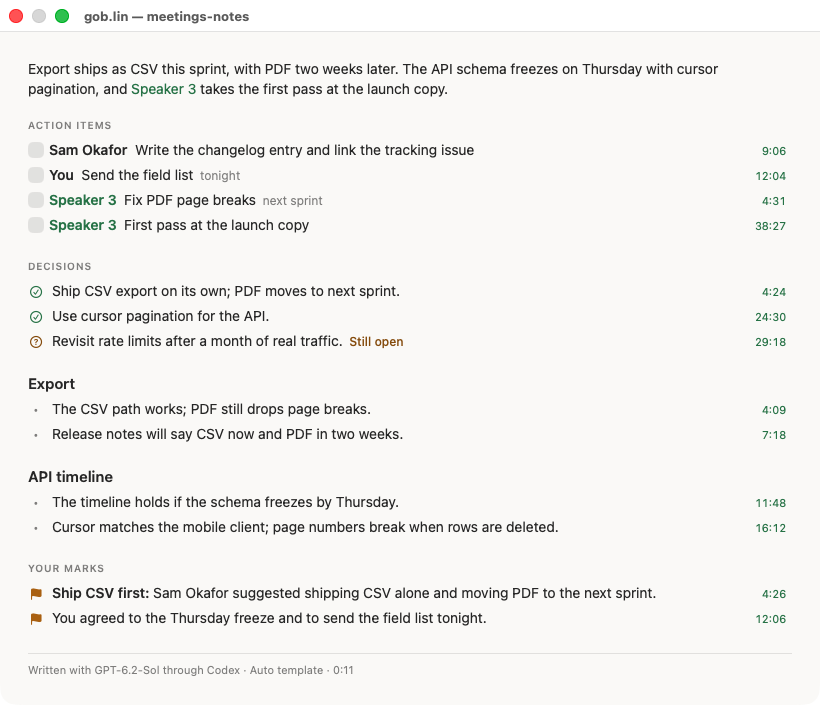 gob.lin — meetings-notes
Export ships as CSV this sprint, with PDF two weeks later. The API schema freezes on Thursday with cursor
pagination, and Speaker 3 takes the first pass at the launch copy.
ACTION ITEMS
Sam Okafor Write the changelog entry and link the tracking issue 9:06
You Send the field list tonight 12:04
Speaker 3 Fix PDF page breaks next sprint 4:31
Speaker 3 First pass at the launch copy 38:27
DECISIONS
Ship CSV export on its own; PDF moves to next sprint. 4:24
Use cursor pagination for the API. 24:30
Revisit rate limits after a month of real traffic. Still open 29:18
Export
• The CSV path works; PDF still drops page breaks. 4:09
• Release notes will say CSV now and PDF in two weeks. 7:18
API timeline
• The timeline holds if the schema freezes by Thursday. 11:48
• Cursor matches the mobile client; page numbers break when rows are deleted. 16:12
YOUR MARKS
Ship CSV first: Sam Okafor suggested shipping CSV alone and moving PDF to the next sprint. 4:26
You agreed to the Thursday freeze and to send the field list tonight. 12:06
Written with GPT-6.2-Sol through Codex · Auto template · 0:11